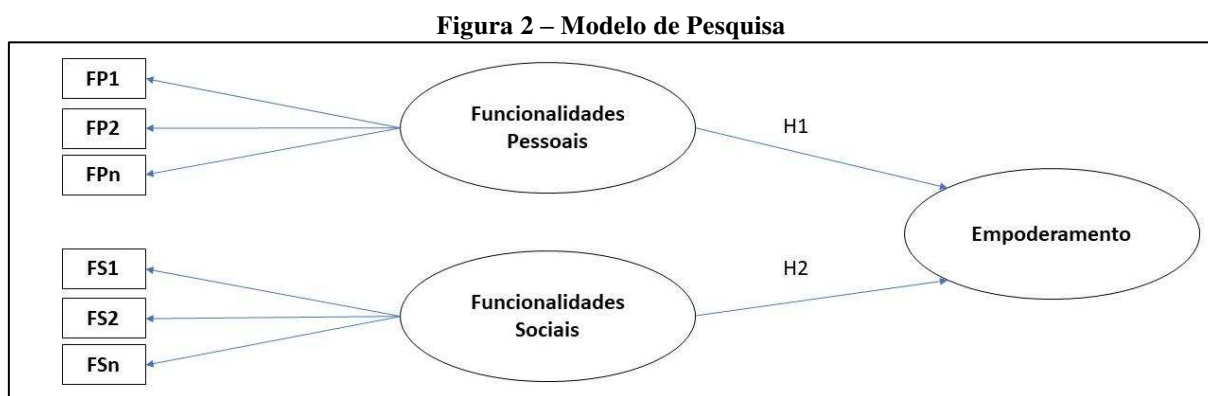 Figura 2 – Modelo de Pesquisa
FP1
FP2
FPn
Funcionalidades
Pessoais
H1
Empoderamento
FS1
FS2
FSn
Funcionalidades
Sociais
H2